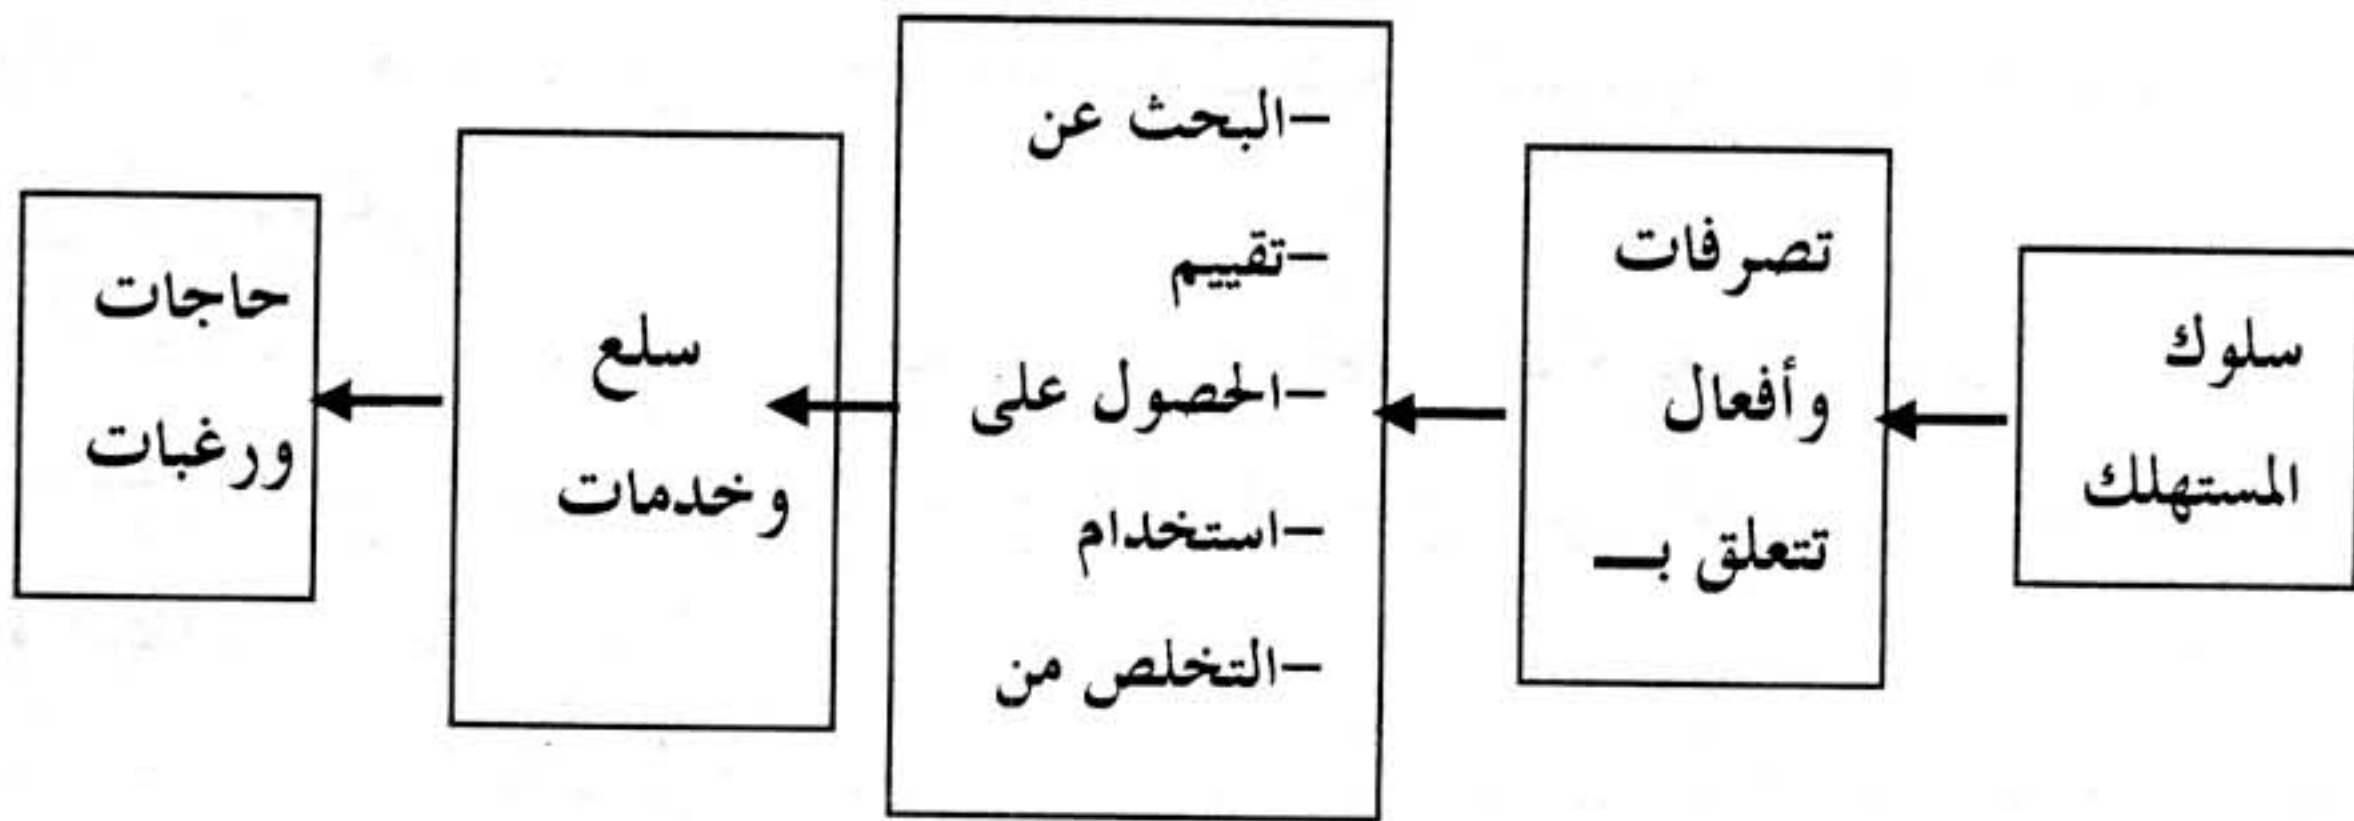 سلوك
المستهلك
تصرفات
وأفعال
تتعلق بـــ
–البحث عن
–تقييم
–الحصول على
–استخدام
–التخلص من
سلع
وخدمات
حاجات
ورغبات